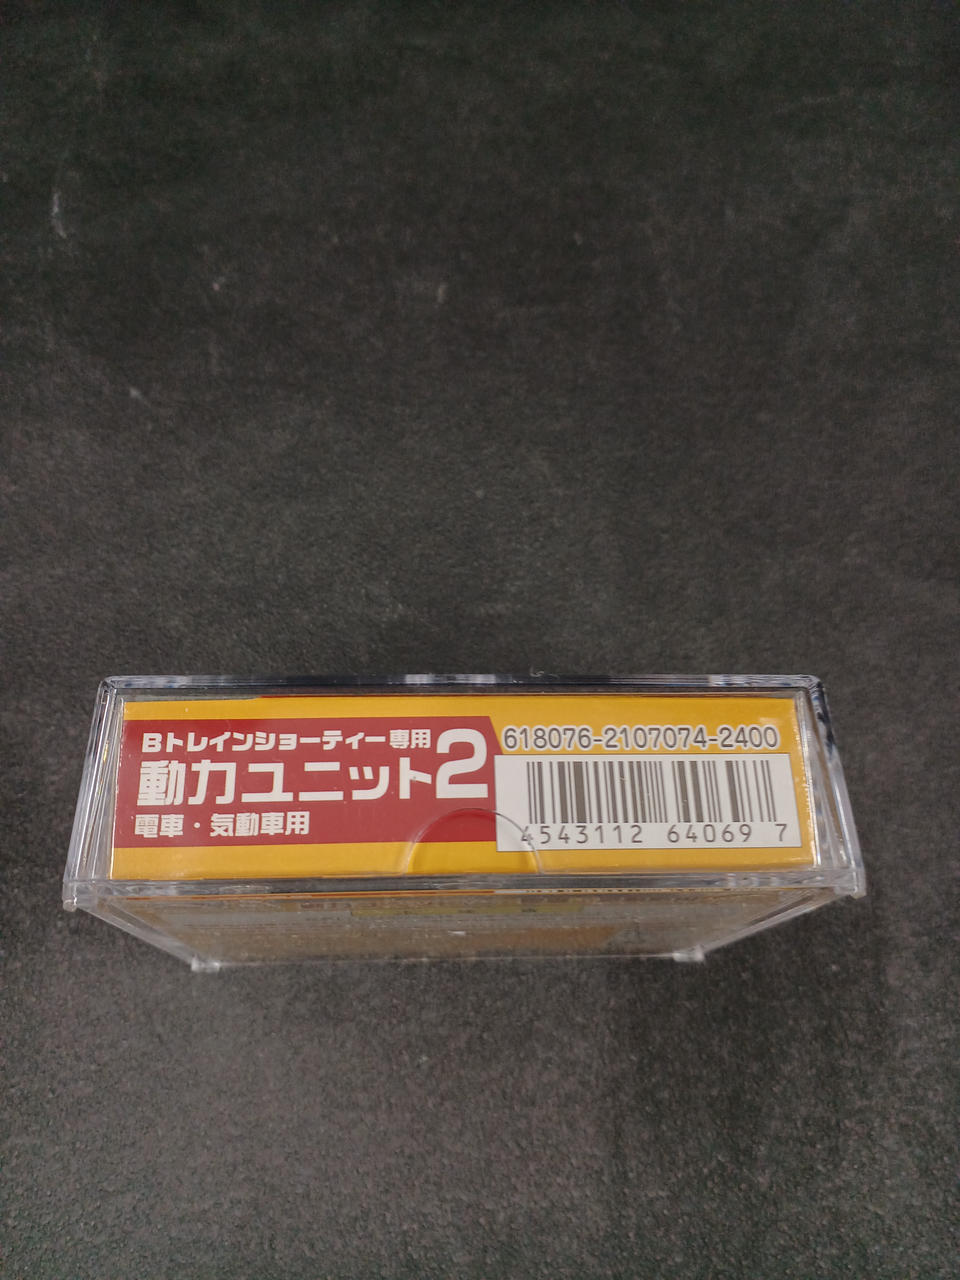 Bトレインショーティー専用
動力ユニット2
電車・気動車用
618076-2107074-2400
4543112 64069 7